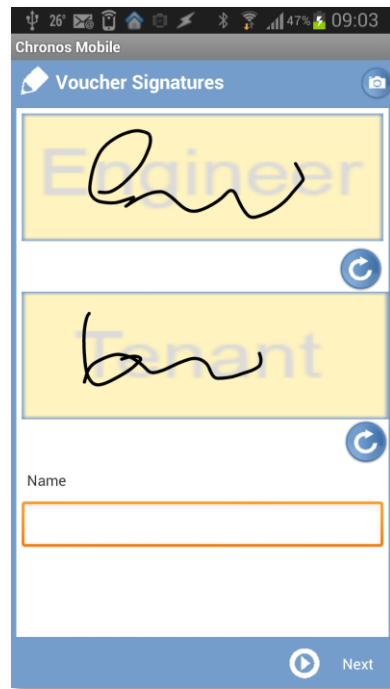 26° 47% 09:03
Chronos Mobile
Voucher Signatures
Engineer
Tenant
Name
Next